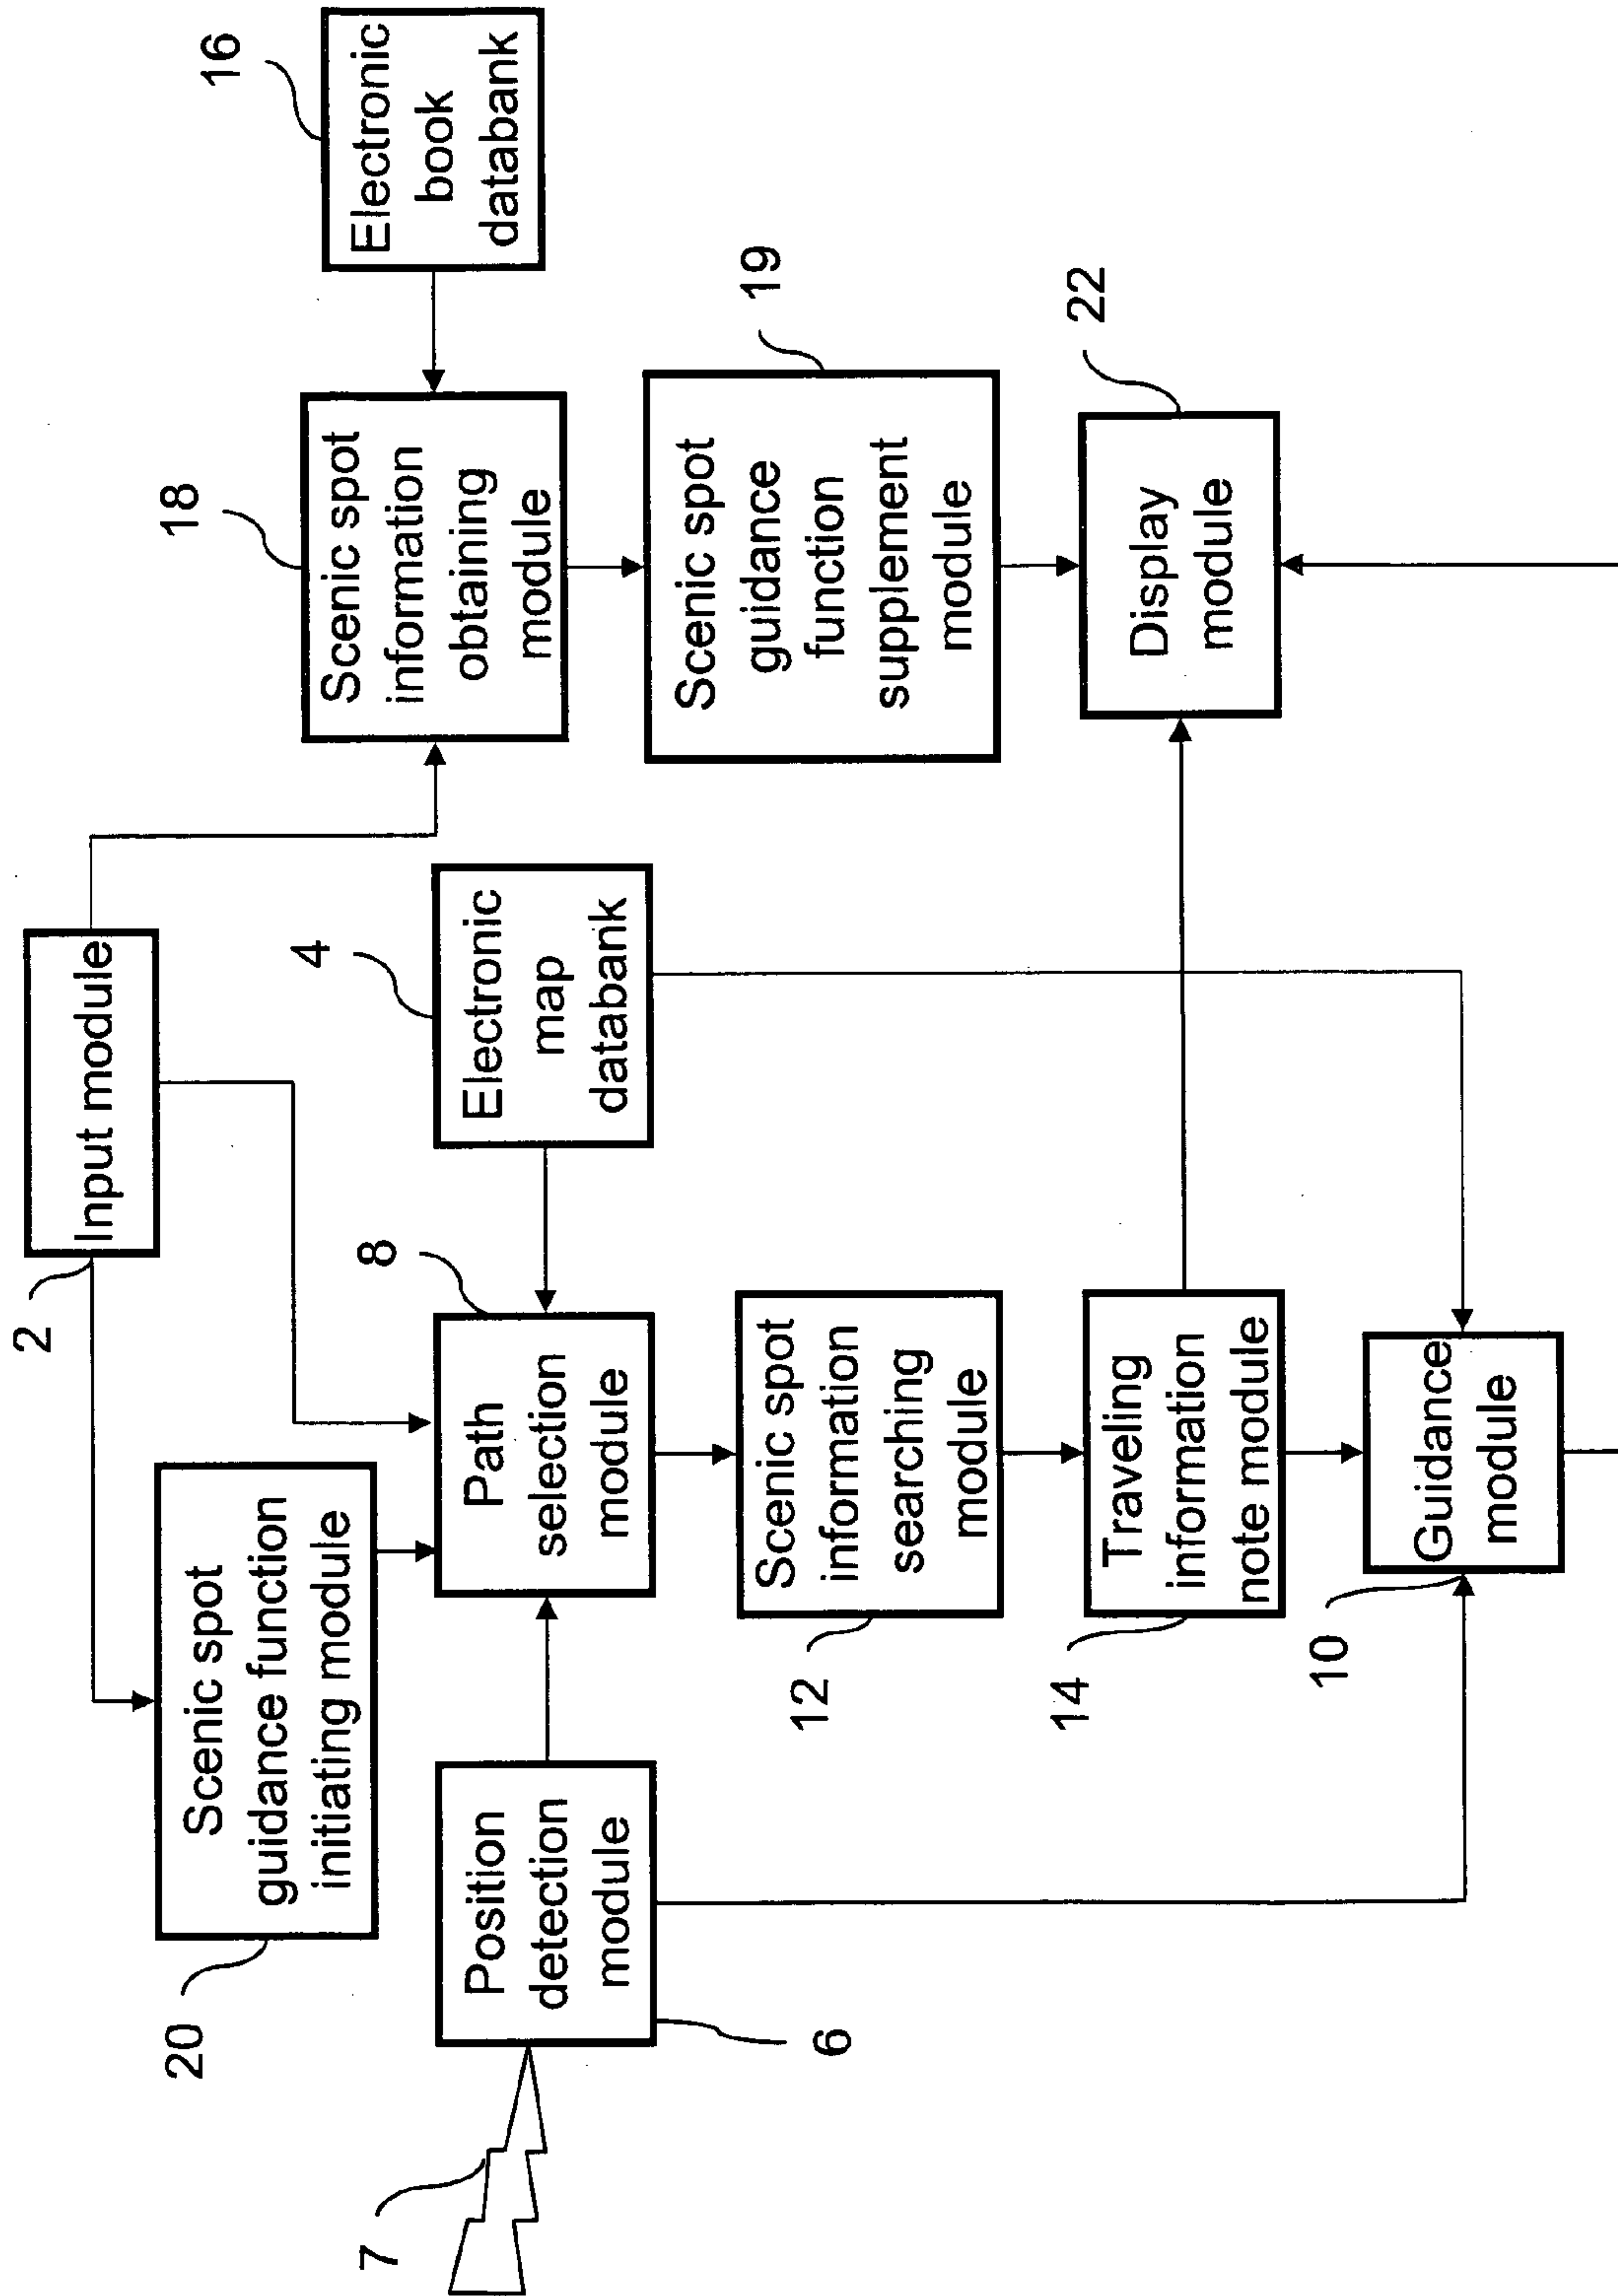 2
Input module
20
Scenic spot
guidance function
initiating module
16
Electronic
book
databank
18
Scenic spot
information
obtaining
module
4
Electronic
map
databank
8
Path
selection
module
7
Position
detection
module
6
19
Scenic spot
guidance
function
supplement
module
12
Scenic spot
information
searching
module
22
Display
module
14
Traveling
information
note module
10
Guidance
module